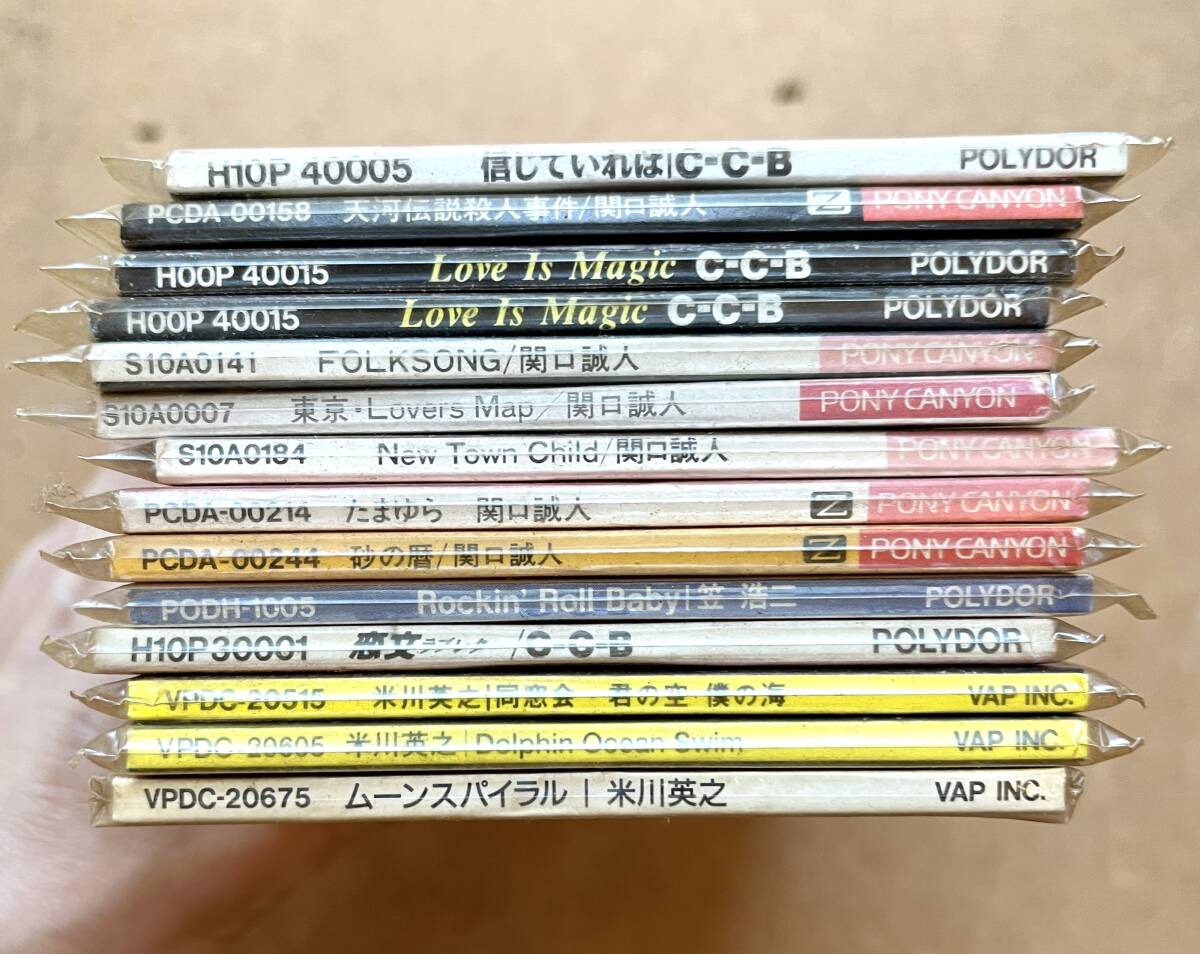 H10P 40005 信じていれば|C-C-B POLYDOR
PCDA-00158 天河伝説殺人事件/関口誠人 Z PONY CANYON
H00P 40015 Love Is Magic C-C-B POLYDOR
H00P 40015 Love Is Magic C-C-B POLYDOR
S10A0141 FOLKSONG/関口誠人 PONY CANYON
S10A0007 東京・Lovers Map/関口誠人 PONY CANYON
S10A0184 New Town Child/関口誠人 PONY CANYON
PCDA-00214 たまゆら 関口誠人 Z PONY CANYON
PCDA-00244 砂の暦/関口誠人 Z PONY CANYON
PODH-1005 Rockin' Roll Baby|笠 浩二 POLYDOR
H10P 30001 恋文 ラブレター/C-C-B POLYDOR
VPDC-20515 米川英之|同窓会 君の空 僕の海 VAP INC.
VPDC-20605 米川英之|Dolphin Ocean Swim VAP INC.
VPDC-20675 ムーンスパイラル | 米川英之 VAP INC.